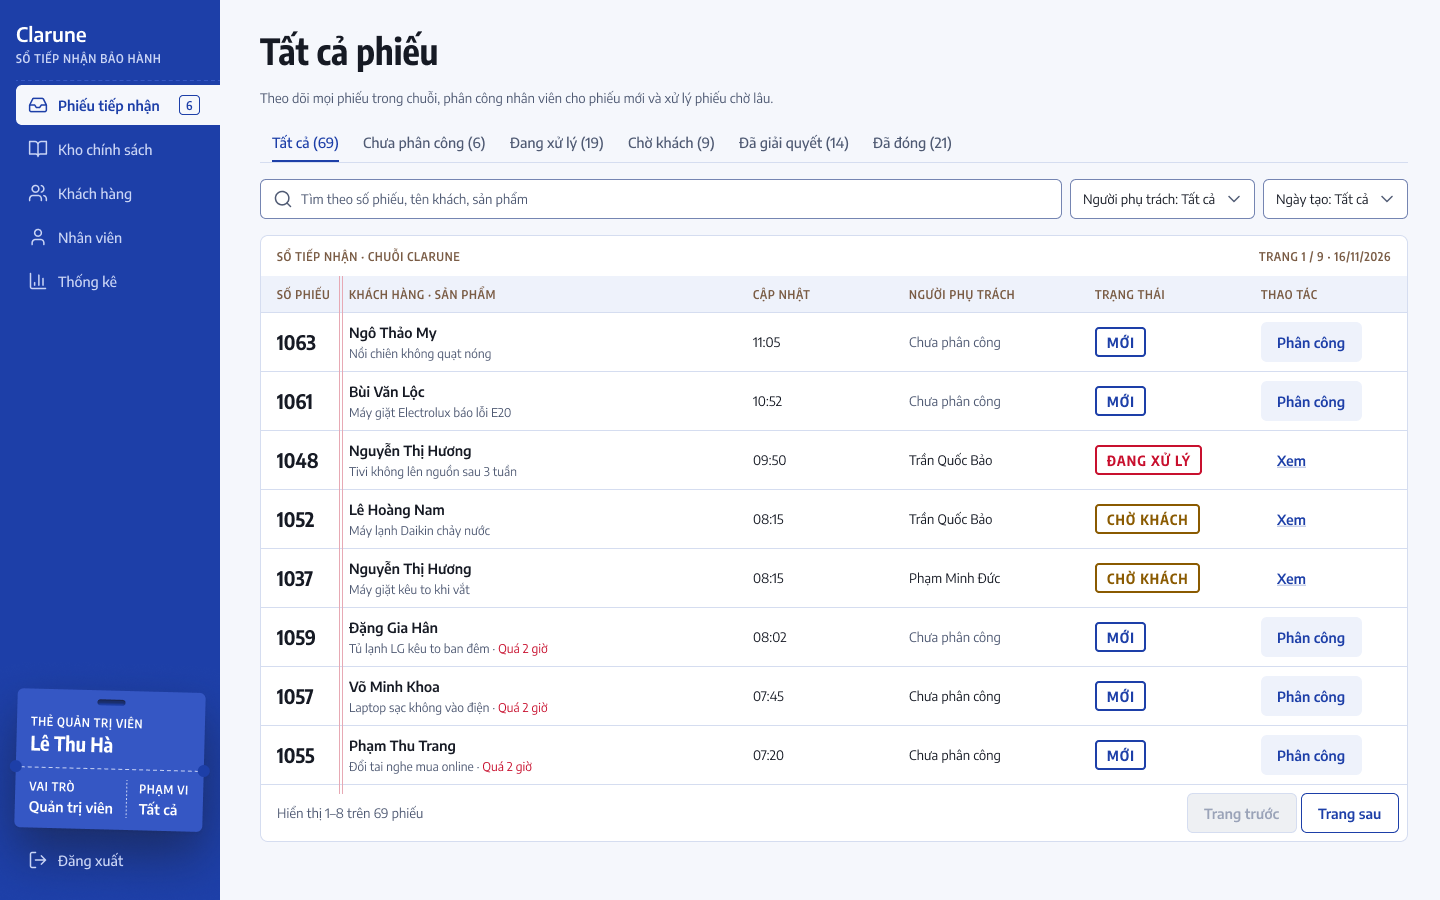 Clarune
SỔ TIẾP NHẬN BẢO HÀNH
Phiếu tiếp nhận 6
Kho chính sách
Khách hàng
Nhân viên
Thống kê
THẺ QUẢN TRỊ VIÊN
Lê Thu Hà
VAI TRÒ
Quản trị viên
PHẠM VI
Tất cả
Đăng xuất
Tất cả phiếu
Theo dõi mọi phiếu trong chuỗi, phân công nhân viên cho phiếu mới và xử lý phiếu chờ lâu.
Tất cả (69) Chưa phân công (6) Đang xử lý (19) Chờ khách (9) Đã giải quyết (14) Đã đóng (21)
Tìm theo số phiếu, tên khách, sản phẩm
Người phụ trách: Tất cả
Ngày tạo: Tất cả
SỔ TIẾP NHẬN · CHUỖI CLARUNE
TRANG 1 / 9 · 16/11/2026
SỐ PHIẾU KHÁCH HÀNG · SẢN PHẨM CẬP NHẬT NGƯỜI PHỤ TRÁCH TRẠNG THÁI THAO TÁC
1063 Ngô Thảo My 11:05 Chưa phân công MỚI Phân công
Nồi chiên không quạt nóng
1061 Bùi Văn Lộc 10:52 Chưa phân công MỚI Phân công
Máy giặt Electrolux báo lỗi E20
1048 Nguyễn Thị Hương 09:50 Trần Quốc Bảo ĐANG XỬ LÝ Xem
Tivi không lên nguồn sau 3 tuần
1052 Lê Hoàng Nam 08:15 Trần Quốc Bảo CHỜ KHÁCH Xem
Máy lạnh Daikin chảy nước
1037 Nguyễn Thị Hương 08:15 Phạm Minh Đức CHỜ KHÁCH Xem
Máy giặt kêu to khi vắt
1059 Đặng Gia Hân 08:02 Chưa phân công MỚI Phân công
Tủ lạnh LG kêu to ban đêm · Quá 2 giờ
1057 Võ Minh Khoa 07:45 Chưa phân công MỚI Phân công
Laptop sạc không vào điện · Quá 2 giờ
1055 Phạm Thu Trang 07:20 Chưa phân công MỚI Phân công
Đổi tai nghe mua online · Quá 2 giờ
Hiển thị 1–8 trên 69 phiếu
Trang trước
Trang sau